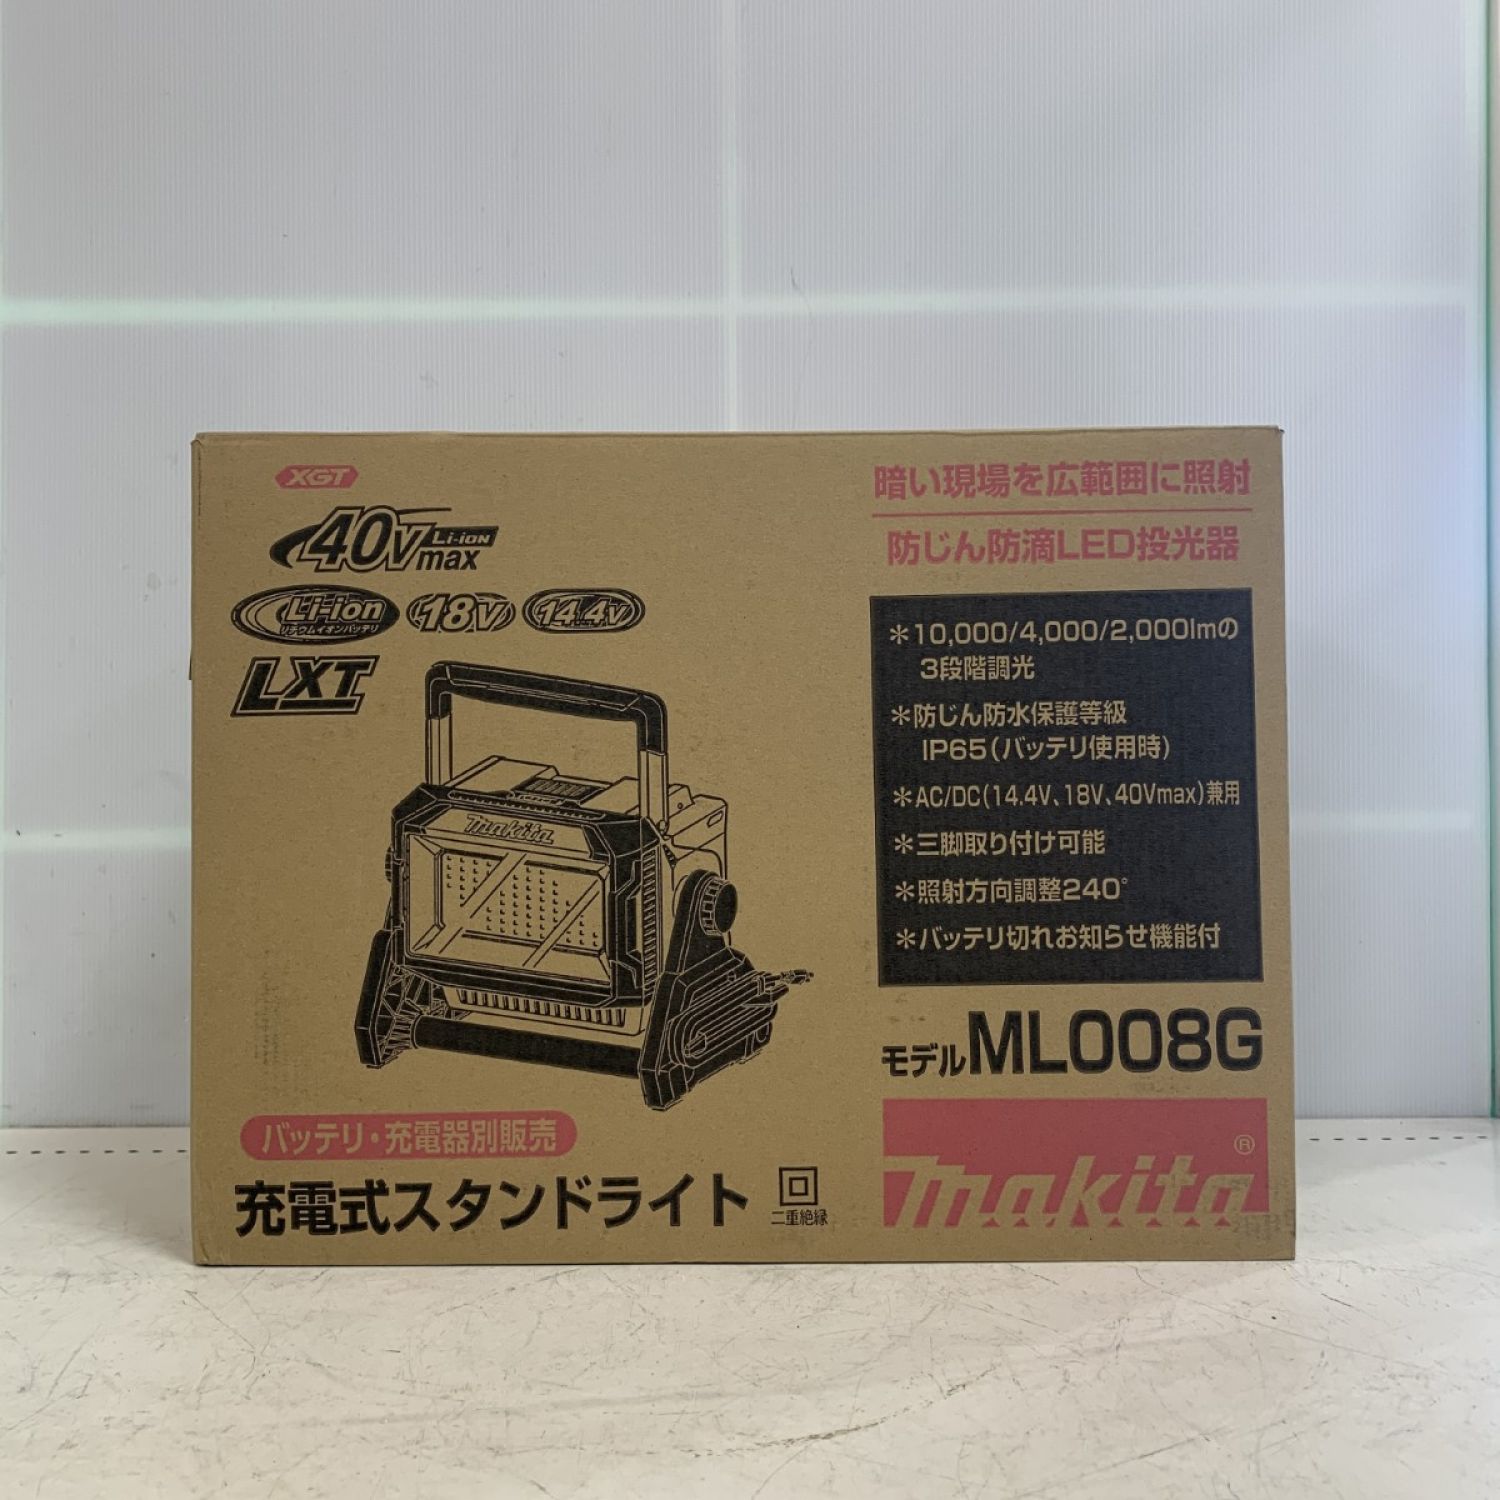 XGT
40Vmax Li-ion
Li-ion 18V 14.4V
リチウムイオンバッテリ
LXT
makita
バッテリ・充電器別販売
充電式スタンドライト
二重絶縁
暗い現場を広範囲に照射
防じん防滴LED投光器
＊10,000/4,000/2,000lmの
3段階調光
＊防じん防水保護等級
IP65(バッテリ使用時)
＊AC/DC(14.4V、18V、40Vmax)兼用
＊三脚取り付け可能
＊照射方向調整240°
＊バッテリ切れお知らせ機能付
モデルML008G
makita®